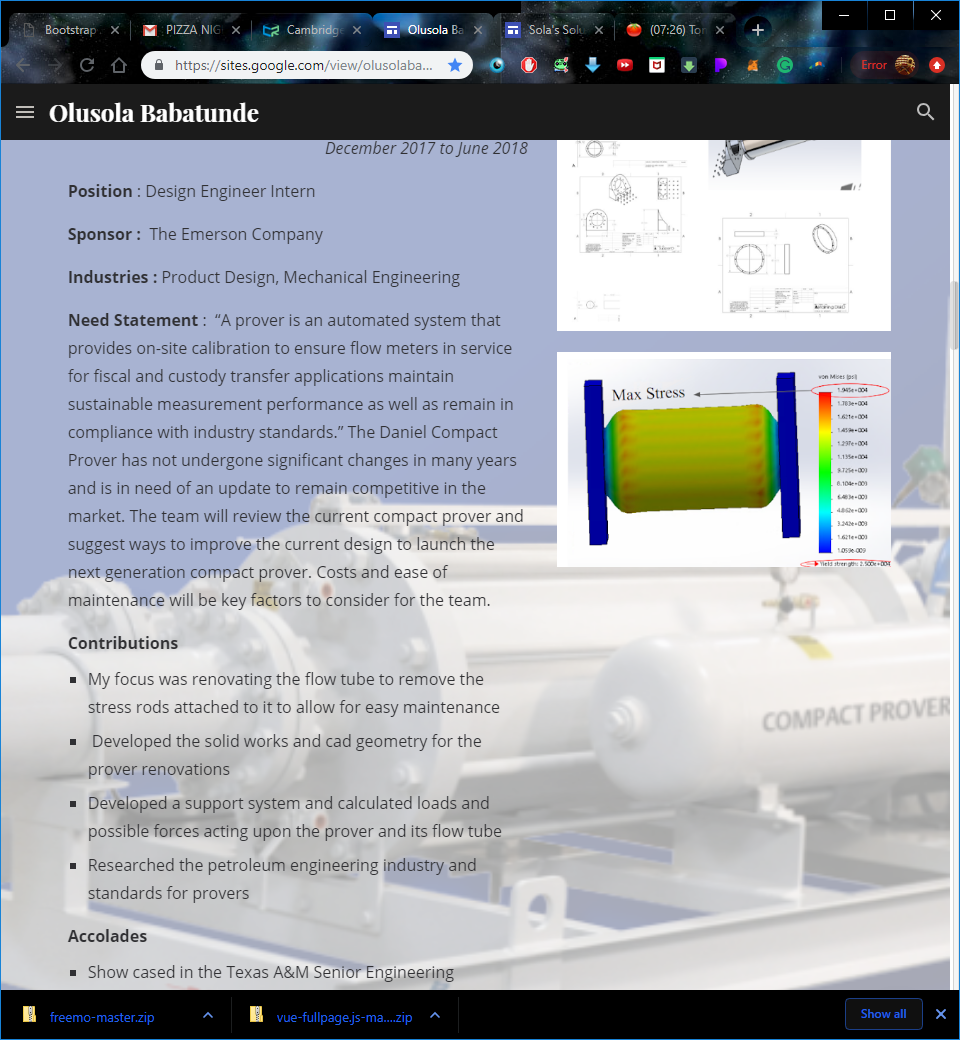 Bootstrap
PIZZA NIG
Cambridge
Olusola Ba
Sola's Solu
(07:26) Tor
https://sites.google.com/view/olusolaba...
Error
Olusola Babatunde
December 2017 to June 2018
Position : Design Engineer Intern
Sponsor : The Emerson Company
Industries : Product Design, Mechanical Engineering
Need Statement : “A prover is an automated system that
provides on-site calibration to ensure flow meters in service
for fiscal and custody transfer applications maintain
sustainable measurement performance as well as remain in
compliance with industry standards.” The Daniel Compact
Prover has not undergone significant changes in many years
and is in need of an update to remain competitive in the
market. The team will review the current compact prover and
suggest ways to improve the current design to launch the
next generation compact prover. Costs and ease of
maintenance will be key factors to consider for the team.
Contributions
My focus was renovating the flow tube to remove the
stress rods attached to it to allow for easy maintenance
Developed the solid works and cad geometry for the
prover renovations
Developed a support system and calculated loads and
possible forces acting upon the prover and its flow tube
Researched the petroleum engineering industry and
standards for provers
Accolades
Show cased in the Texas A&M Senior Engineering
Max Stress
von Mises (psi)
1.945e+004
1.783e+004
1.621e+004
1.459e+004
1.297e+004
1.135e+004
9.725e+003
8.104e+003
6.483e+003
4.862e+003
3.242e+003
1.621e+003
1.059e-003
Yield strength: 2.500e+004
COMPACT PROVER
freemo-master.zip
vue-fullpage.js-ma....zip
Show all